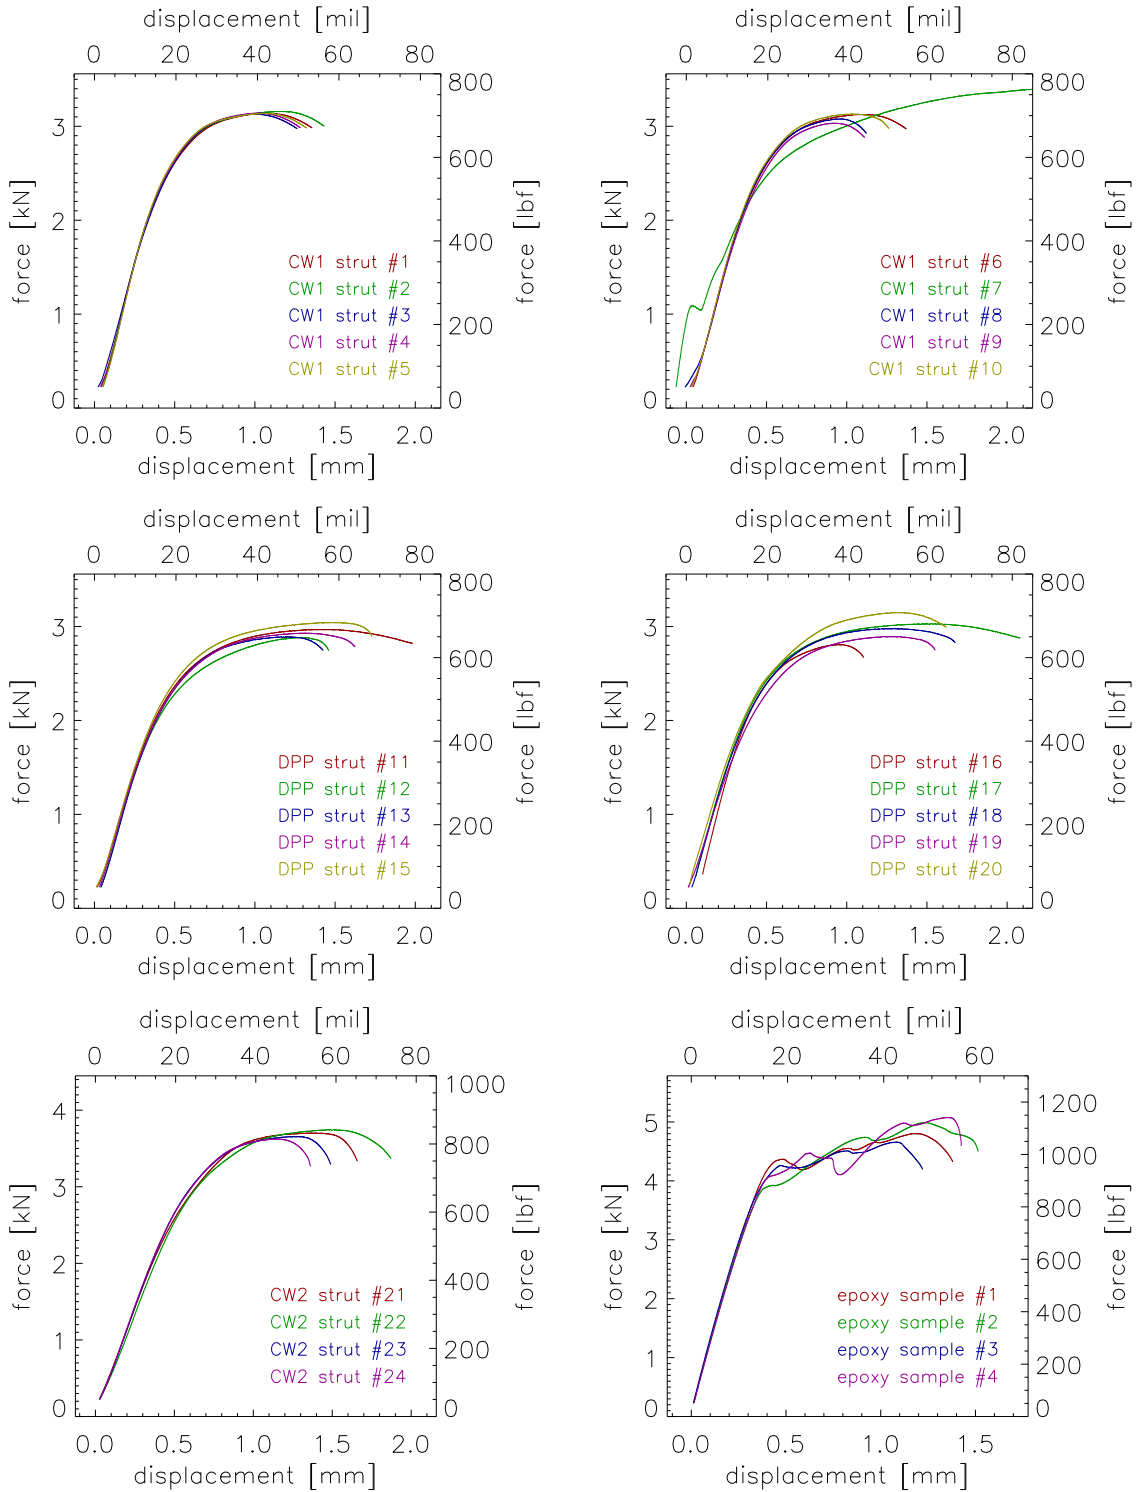 displacement [mil]
0 20 40 60 80
force [kN]
3
2
1
0
800
600
400
200
0
force [lbf]
CW1 strut #1
CW1 strut #2
CW1 strut #3
CW1 strut #4
CW1 strut #5
0.0 0.5 1.0 1.5 2.0
displacement [mm]
displacement [mil]
0 20 40 60 80
force [kN]
3
2
1
0
800
600
400
200
0
force [lbf]
CW1 strut #6
CW1 strut #7
CW1 strut #8
CW1 strut #9
CW1 strut #10
0.0 0.5 1.0 1.5 2.0
displacement [mm]
displacement [mil]
0 20 40 60 80
force [kN]
3
2
1
0
800
600
400
200
0
force [lbf]
DPP strut #11
DPP strut #12
DPP strut #13
DPP strut #14
DPP strut #15
0.0 0.5 1.0 1.5 2.0
displacement [mm]
displacement [mil]
0 20 40 60 80
force [kN]
3
2
1
0
800
600
400
200
0
force [lbf]
DPP strut #16
DPP strut #17
DPP strut #18
DPP strut #19
DPP strut #20
0.0 0.5 1.0 1.5 2.0
displacement [mm]
displacement [mil]
0 20 40 60 80
force [kN]
4
3
2
1
0
1000
800
600
400
200
0
force [lbf]
CW2 strut #21
CW2 strut #22
CW2 strut #23
CW2 strut #24
0.0 0.5 1.0 1.5 2.0
displacement [mm]
displacement [mil]
0 20 40 60
force [kN]
5
4
3
2
1
0
1200
1000
800
600
400
200
0
force [lbf]
epoxy sample #1
epoxy sample #2
epoxy sample #3
epoxy sample #4
0.0 0.5 1.0 1.5
displacement [mm]